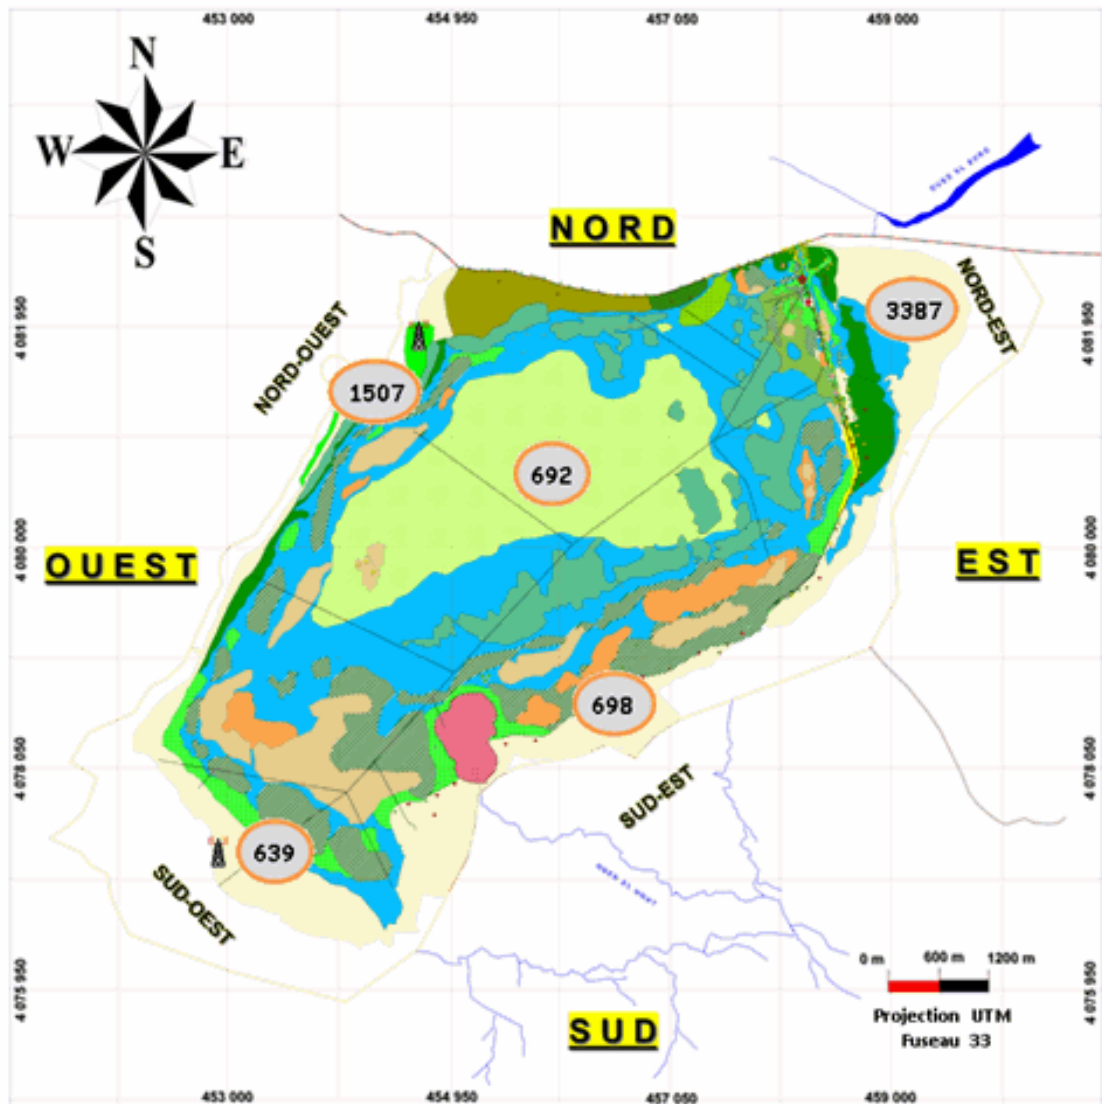 453 000
454 950
457 050
459 000
N
W
E
S
NORD
NORD-OUEST
NORD-EST
4 081 950
4 081 950
3387
1507
692
OUEST
EST
4 080 000
4 080 000
698
4 078 050
4 078 050
SUD-EST
639
SUD-OEST
0 m
600 m
1200 m
4 075 950
4 075 950
Projection UTM
Fuseau 33
SUD
453 000
454 950
457 050
459 000